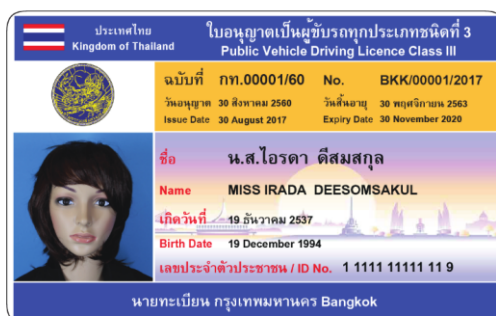 ประเทศไทย
Kingdom of Thailand
ใบอนุญาตเป็นผู้ขับรถทุกประเภทชนิดที่ 3
Public Vehicle Driving Licence Class III
ฉบับที่ กท.00001/60 No. BKK/00001/2017
วันอนุญาต 30 สิงหาคม 2560 วันสิ้นอายุ 30 พฤศจิกายน 2563
Issue Date 30 August 2017 Expiry Date 30 November 2020
ชื่อ น.ส.ไอรดา ดีสมสกุล
Name MISS IRADA DEESOMSAKUL
เกิดวันที่ 19 ธันวาคม 2537
Birth Date 19 December 1994
เลขประจำตัวประชาชน / ID No. 1 1111 11111 11 9
นายทะเบียน กรุงเทพมหานคร Bangkok